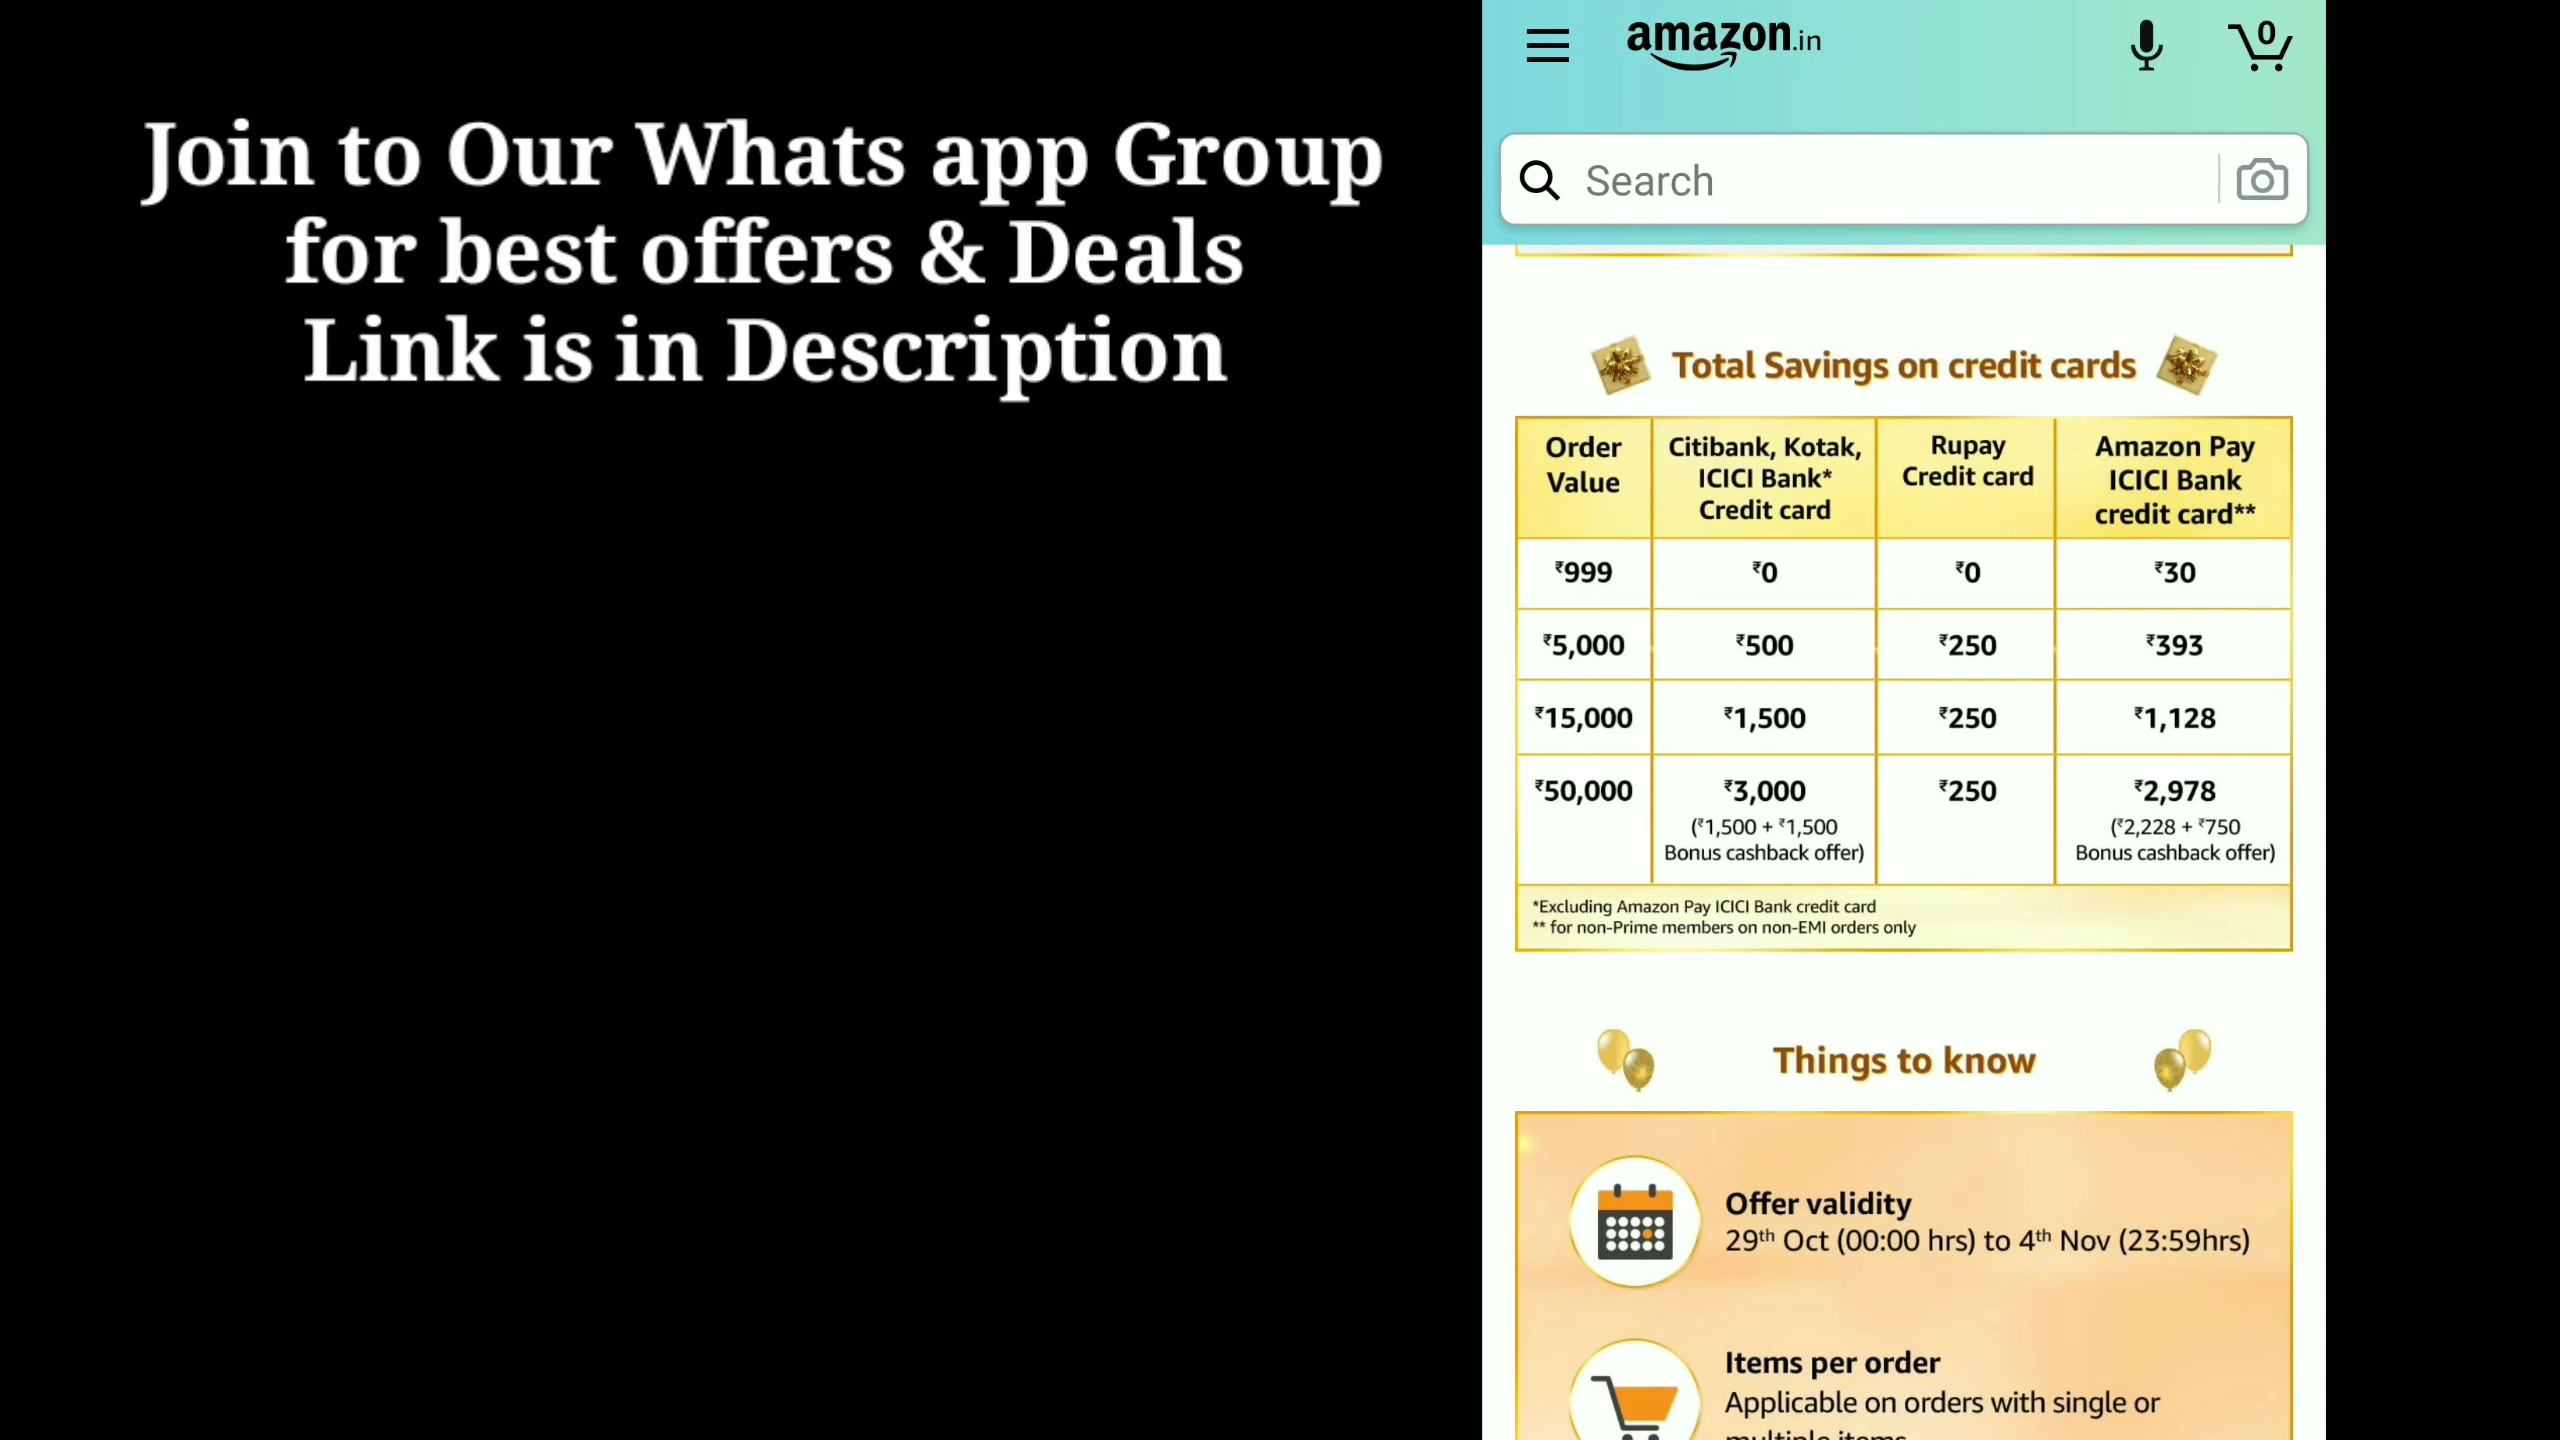 Join to Our Whats app Group
for best offers & Deals
Link is in Description
amazon.in
0
Search
Total Savings on credit cards
Order Value
Citibank, Kotak, ICICI Bank* Credit card
Rupay Credit card
Amazon Pay ICICI Bank credit card**
₹999 ₹0 ₹0 ₹30
₹5,000 ₹500 ₹250 ₹393
₹15,000 ₹1,500 ₹250 ₹1,128
₹50,000 ₹3,000 (₹1,500 + ₹1,500 Bonus cashback offer) ₹250 ₹2,978 (₹2,228 + ₹750 Bonus cashback offer)
*Excluding Amazon Pay ICICI Bank credit card
** for non-Prime members on non-EMI orders only
Things to know
Offer validity
29th Oct (00:00 hrs) to 4th Nov (23:59hrs)
Items per order
Applicable on orders with single or
multiple items